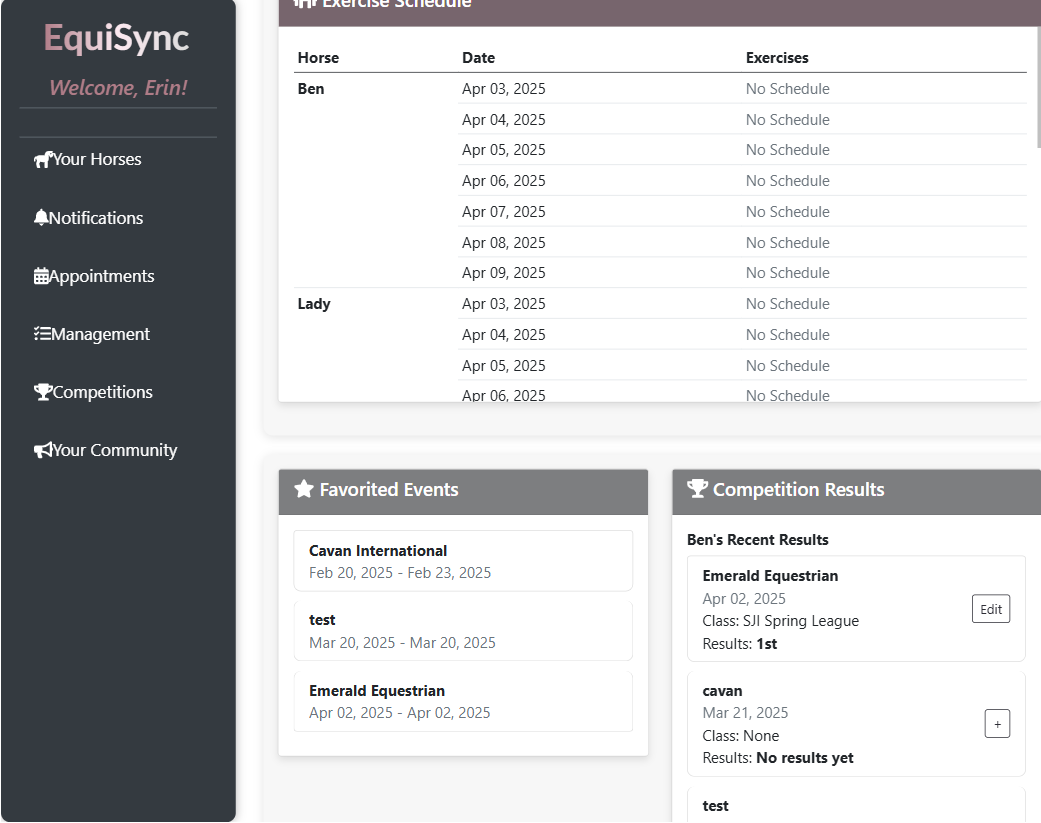 EquiSync
Welcome, Erin!
Your Horses
Notifications
Appointments
Management
Competitions
Your Community
Exercise Schedule
Horse Date Exercises
Ben Apr 03, 2025 No Schedule
Apr 04, 2025 No Schedule
Apr 05, 2025 No Schedule
Apr 06, 2025 No Schedule
Apr 07, 2025 No Schedule
Apr 08, 2025 No Schedule
Apr 09, 2025 No Schedule
Lady Apr 03, 2025 No Schedule
Apr 04, 2025 No Schedule
Apr 05, 2025 No Schedule
Apr 06, 2025 No Schedule
Favorited Events
Cavan International
Feb 20, 2025 - Feb 23, 2025
test
Mar 20, 2025 - Mar 20, 2025
Emerald Equestrian
Apr 02, 2025 - Apr 02, 2025
Competition Results
Ben's Recent Results
Emerald Equestrian
Apr 02, 2025
Class: SJI Spring League
Results: 1st
Edit
cavan
Mar 21, 2025
Class: None
Results: No results yet
+
test